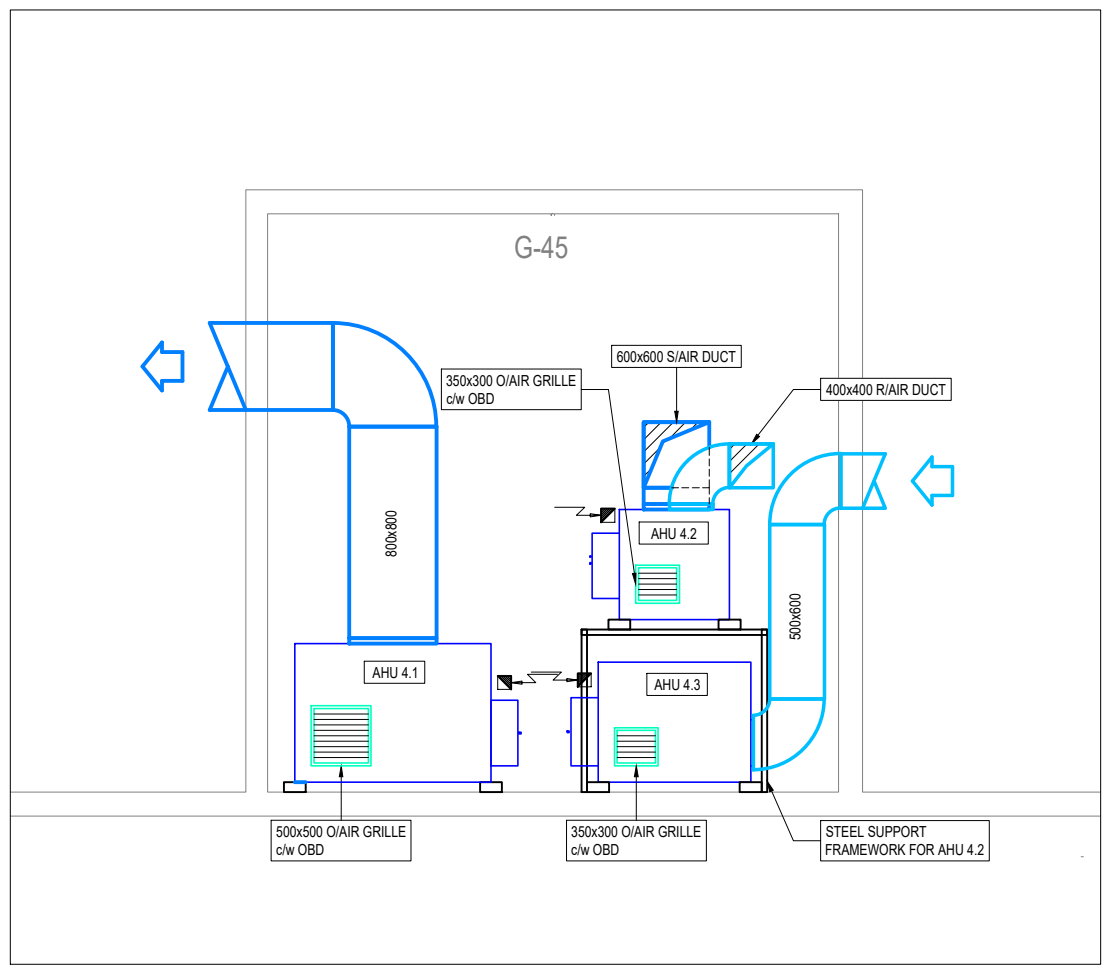 G-45
600x600 S/AIR DUCT
350x300 O/AIR GRILLE
c/w OBD
400x400 R/AIR DUCT
800x800
AHU 4.2
500x600
AHU 4.1
AHU 4.3
500x500 O/AIR GRILLE
c/w OBD
350x300 O/AIR GRILLE
c/w OBD
STEEL SUPPORT
FRAMEWORK FOR AHU 4.2